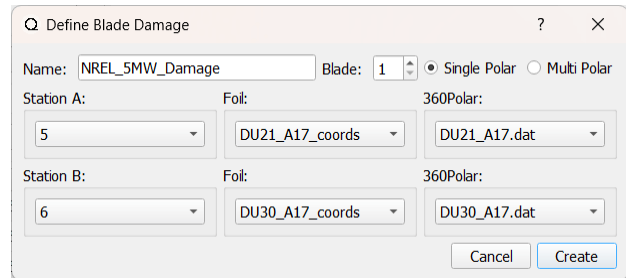 Define Blade Damage ?
Name: NREL_5MW_Damage Blade: 1 Single Polar Multi Polar
Station A: Foil: 360Polar:
5 DU21_A17_coords DU21_A17.dat
Station B: Foil: 360Polar:
6 DU30_A17_coords DU30_A17.dat
Cancel Create